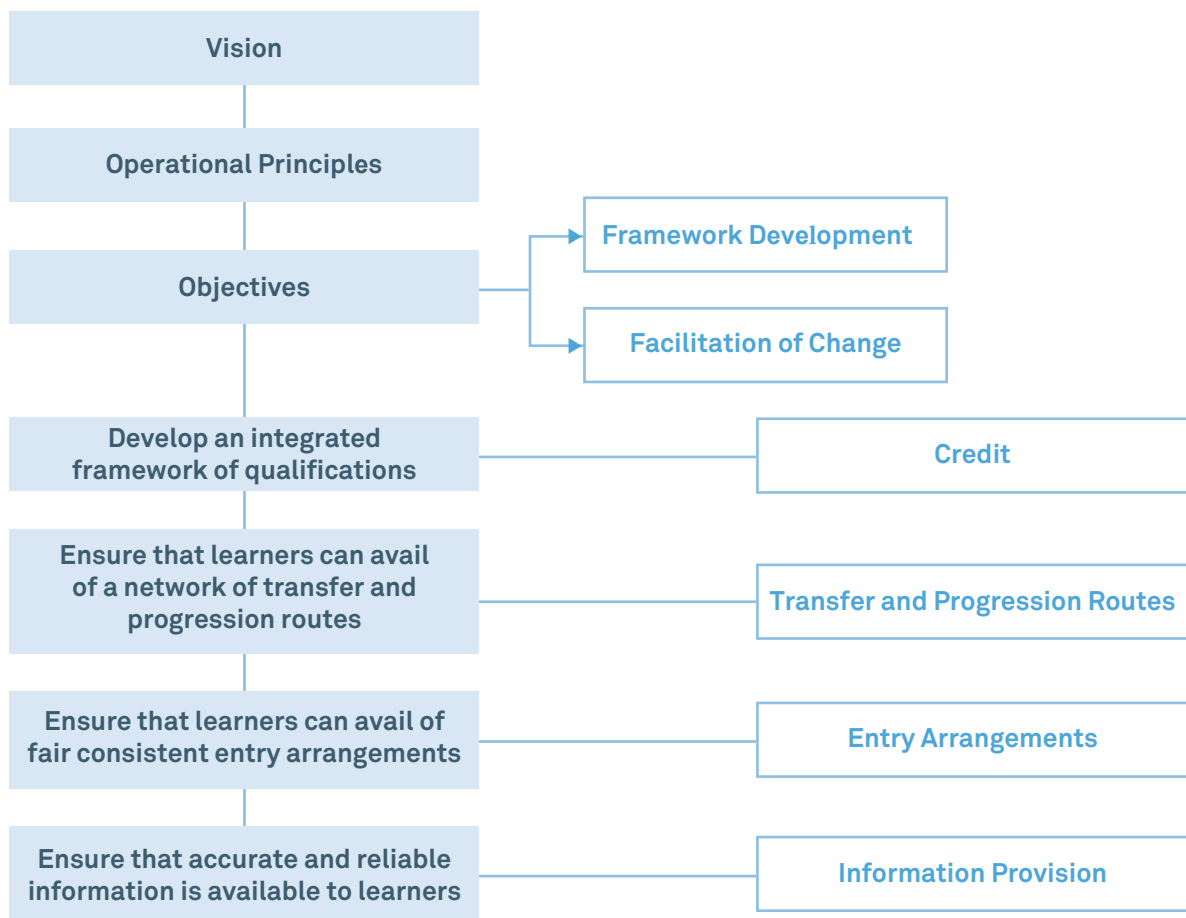 Vision
Operational Principles
Objectives
Framework Development
Facilitation of Change
Develop an integrated
framework of qualifications
Credit
Ensure that learners can avail
of a network of transfer and
progression routes
Transfer and Progression Routes
Ensure that learners can avail of
fair consistent entry arrangements
Entry Arrangements
Ensure that accurate and reliable
information is available to learners
Information Provision